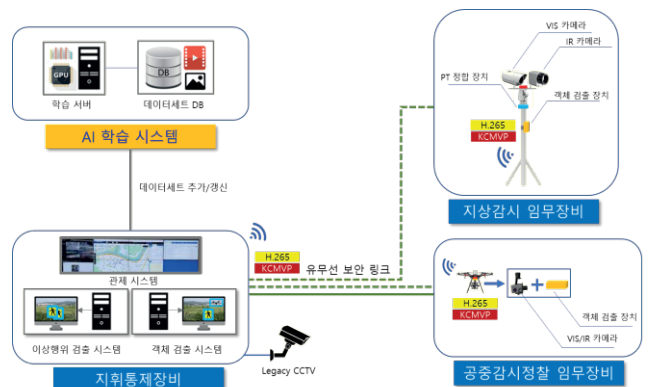 GPU
DB
학습 서버
데이터세트 DB
AI 학습 시스템
데이터세트 추가/갱신
관제 시스템
이상행위 검출 시스템
객체 검출 시스템
지휘통제장비
H.265
KCMVP
유무선 보안 링크
Legacy CCTV
VIS 카메라
IR 카메라
PT 정합 장치
객체 검출 장치
H.265
KCMVP
지상감시 임무장비
H.265
KCMVP
객체 검출 장치
VIS/IR 카메라
공중감시정찰 임무장비